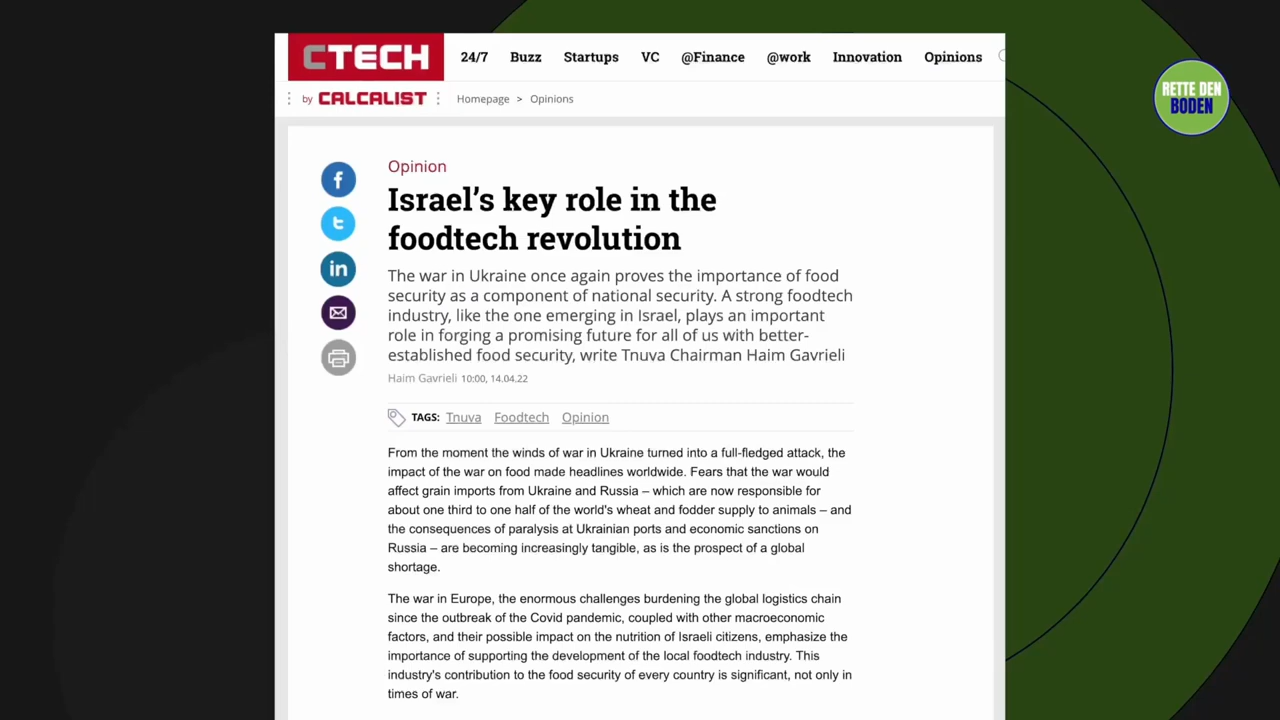 CTECH 24/7 Buzz Startups VC @Finance @work Innovation Opinions
by CALCALIST Homepage > Opinions
RETTE DEN
BODEN
Opinion
Israel's key role in the
foodtech revolution
The war in Ukraine once again proves the importance of food
security as a component of national security. A strong foodtech
industry, like the one emerging in Israel, plays an important
role in forging a promising future for all of us with better-
established food security, write Tnuva Chairman Haim Gavrieli
Haim Gavrieli 10:00, 14.04.22
TAGS: Tnuva Foodtech Opinion
From the moment the winds of war in Ukraine turned into a full-fledged attack, the
impact of the war on food made headlines worldwide. Fears that the war would
affect grain imports from Ukraine and Russia – which are now responsible for
about one third to one half of the world's wheat and fodder supply to animals – and
the consequences of paralysis at Ukrainian ports and economic sanctions on
Russia – are becoming increasingly tangible, as is the prospect of a global
shortage.
The war in Europe, the enormous challenges burdening the global logistics chain
since the outbreak of the Covid pandemic, coupled with other macroeconomic
factors, and their possible impact on the nutrition of Israeli citizens, emphasize the
importance of supporting the development of the local foodtech industry. This
industry's contribution to the food security of every country is significant, not only in
times of war.